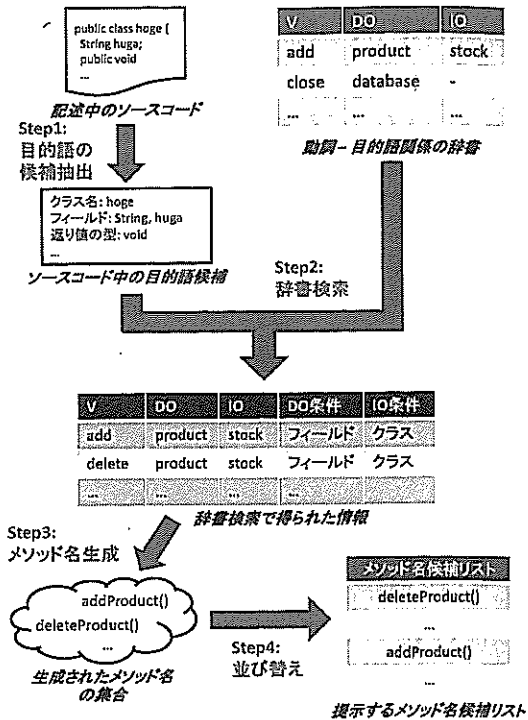 public class hoge {
String huga;
public void
...
記述中のソースコード
V DO IO
add product stock
close database -
... ... ...
動詞－目的語関係の辞書
Step1:
目的語の
候補抽出
クラス名: hoge
フィールド: String, huga
返り値の型: void
...
ソースコード中の目的語候補
Step2:
辞書検索
V DO IO DO条件 IO条件
add product stock フィールド クラス
delete product stock フィールド クラス
... ... ... ...
辞書検索で得られた情報
Step3:
メソッド名生成
addProduct()
deleteProduct()
...
生成されたメソッド名
の集合
Step4:
並び替え
メソッド名候補リスト
deleteProduct()
...
addProduct()
...
提示するメソッド名候補リスト